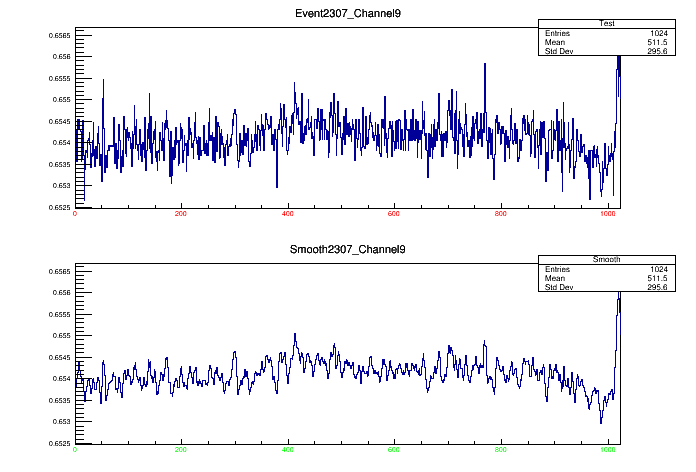 Event2307_Channel9
Test
Entries 1024
Mean 511.5
Std Dev 295.6
0.6565
0.656
0.6555
0.655
0.6545
0.654
0.6535
0.653
0.6525
0 200 400 600 800 1000
Smooth2307_Channel9
Smooth
Entries 1024
Mean 511.5
Std Dev 295.6
0.6565
0.656
0.6555
0.655
0.6545
0.654
0.6535
0.653
0.6525
0 200 400 600 800 1000